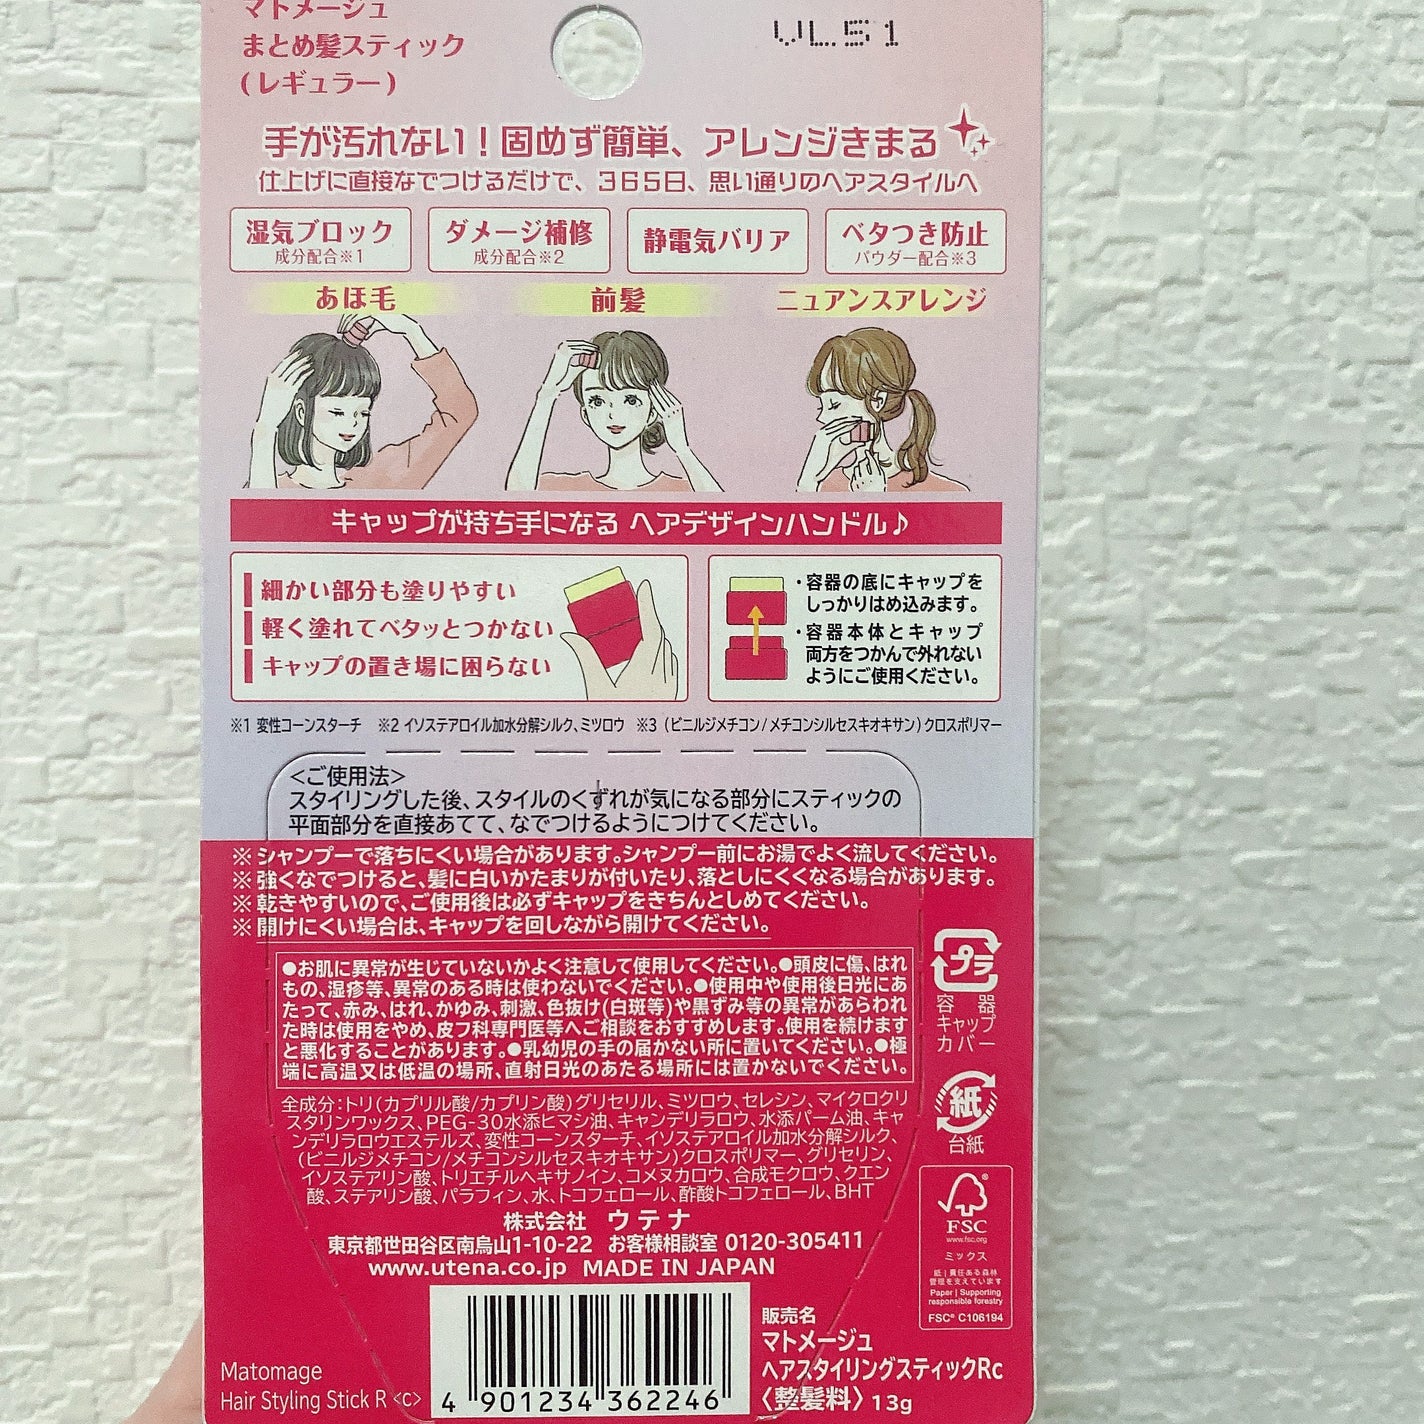 マトメージュ
まとめ髪スティック
(レギュラー)
VL51
手が汚れない!固めず簡単、アレンジきまる
仕上げに直接なでつけるだけで、365日、思い通りのヘアスタイルへ
湿気ブロック
成分配合※1
ダメージ補修
成分配合※2
静電気バリア
ベタつき防止
パウダー配合※3
あほ毛
前髪
ニュアンスアレンジ
キャップが持ち手になる ヘアデザインハンドル♪
細かい部分も塗りやすい
軽く塗れてベタッとつかない
キャップの置き場に困らない
・容器の底にキャップを
しっかりはめ込みます。
・容器本体とキャップ
両方をつかんで外れない
ようにご使用ください。
※1 変性コーンスターチ ※2 イソステアロイル加水分解シルク、ミツロウ ※3 (ビニルジメチコン/メチコンシルセスキオキサン)クロスポリマー
<ご使用法>
スタイリングした後、スタイルのくずれが気になる部分にスティックの
平面部分を直接あてて、なでつけるようにつけてください。
※シャンプーで落ちにくい場合があります。シャンプー前にお湯でよく流してください。
※強くなでつけると、髪に白いかたまりが付いたり、落としにくくなる場合があります。
※乾きやすいので、ご使用後は必ずキャップをきちんとしめてください。
※開けにくい場合は、キャップを回しながら開けてください。
●お肌に異常が生じていないかよく注意して使用してください。●頭皮に傷、はれ
もの、湿疹等、異常のある時は使わないでください。●使用中や使用後日光にあ
たって、赤み、はれ、かゆみ、刺激、色抜け(白斑等)や黒ずみ等の異常があらわれ
た時は使用をやめ、皮フ科専門医等へご相談をおすすめします。使用を続けます
と悪化することがあります。●乳幼児の手の届かない所に置いてください。●極
端に高温又は低温の場所、直射日光のあたる場所には置かないでください。
プラ
容器
キャップ
カバー
紙
台紙
全成分:トリ(カプリル酸/カプリン酸)グリセリル、ミツロウ、セレシン、マイクロクリ
スタリンワックス、PEG-30水添ヒマシ油、キャンデリラロウ、水添パーム油、キャ
ンデリラロウエステルズ、変性コーンスターチ、イソステアロイル加水分解シルク、
(ビニルジメチコン/メチコンシルセスキオキサン)クロスポリマー、グリセリン、
イソステアリン酸、トリエチルヘキサノイン、コメヌカロウ、合成モクロウ、クエン
酸、ステアリン酸、パラフィン、水、トコフェロール、酢酸トコフェロール、BHT
株式会社 ウテナ
東京都世田谷区南烏山1-10-22 お客様相談室 0120-305411
www.utena.co.jp MADE IN JAPAN
FSC
www.fsc.org
ミックス
紙|責任ある森林
管理を支えています
Paper | Supporting
responsible forestry
FSC® C106194
Matomage
Hair Styling Stick R <c>
4 901234 362246
販売名
マトメージュ
ヘアスタイリングスティックRc
〈整髪料〉13g